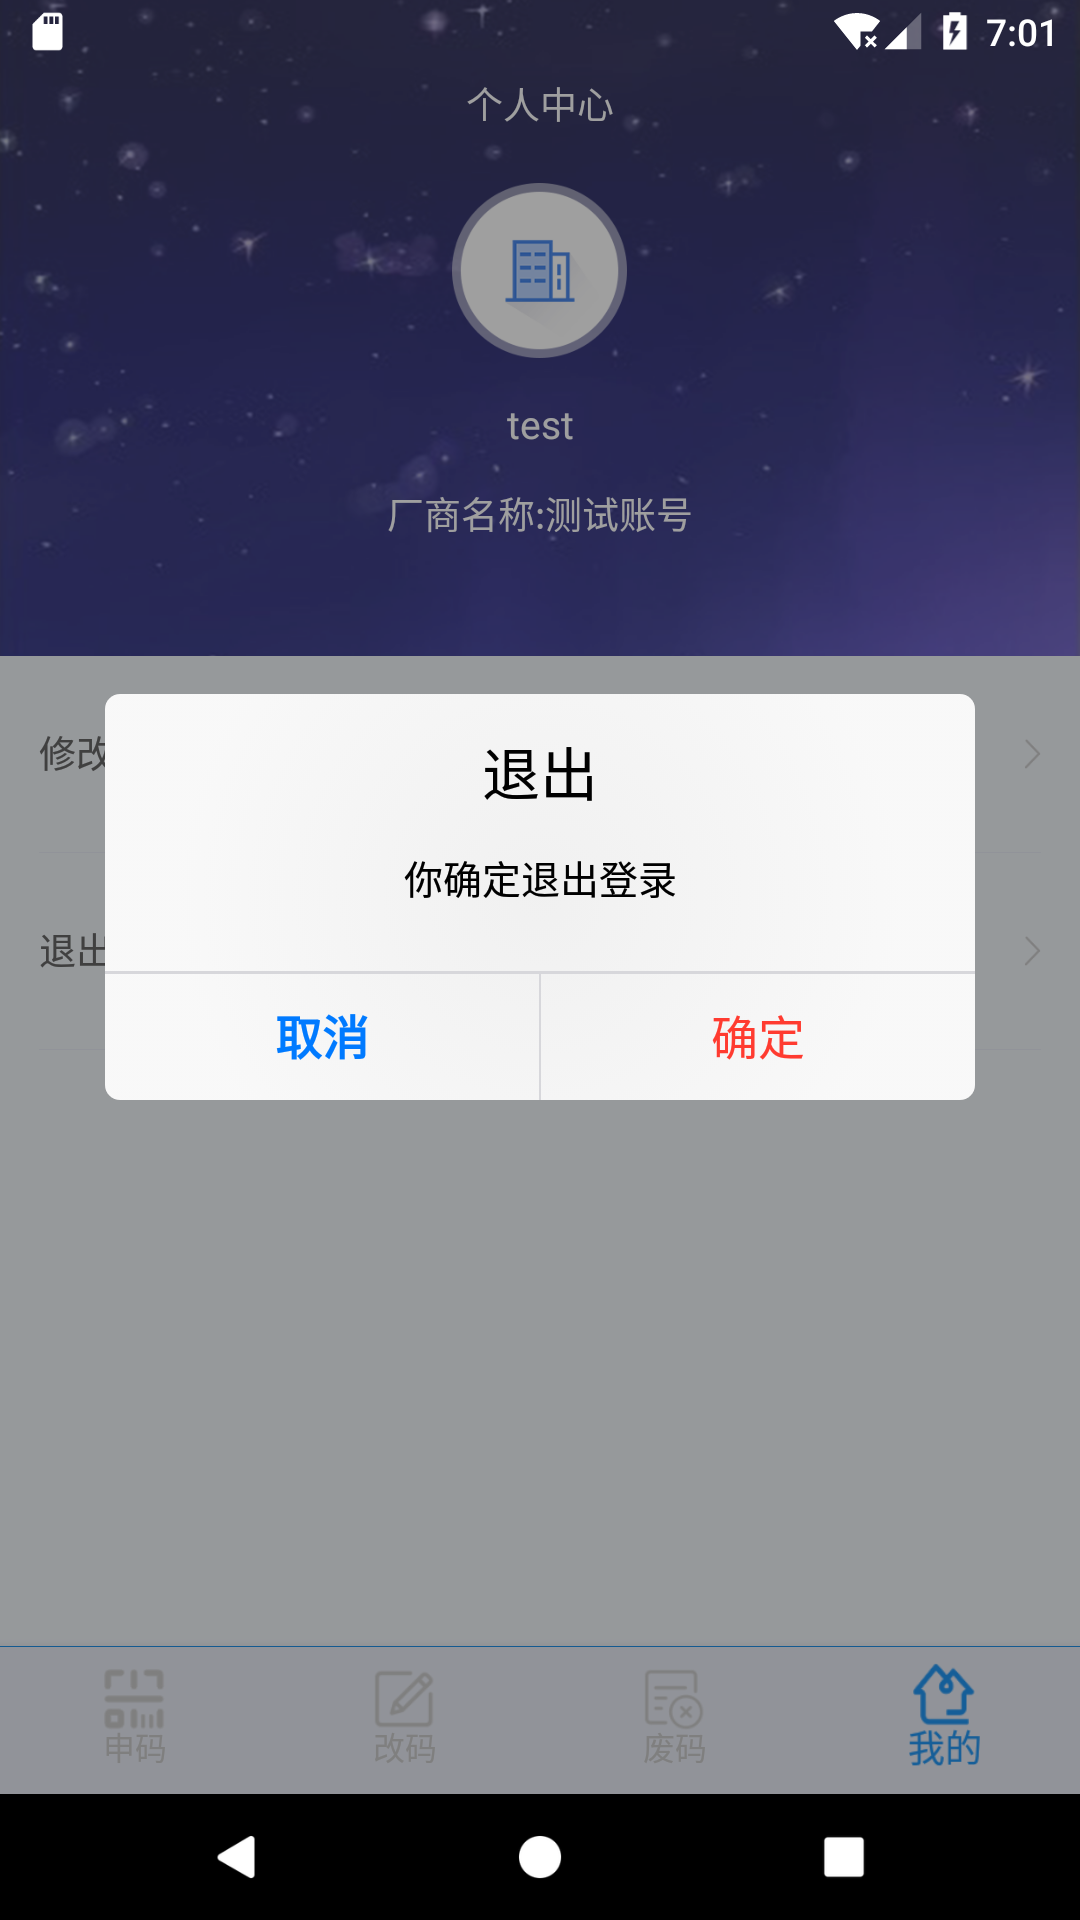 7:01
个人中心
test
厂商名称:测试账号
修改
退出
你确定退出登录
退出
取消
确定
申码
改码
废码
我的